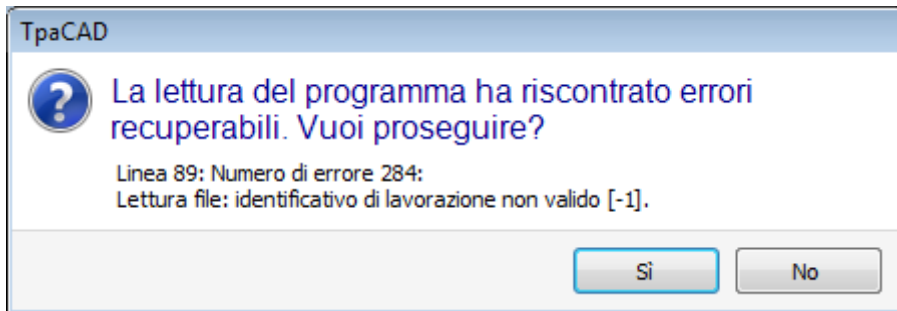 TpaCAD
La lettura del programma ha riscontrato errori
recuperabili. Vuoi proseguire?
Linea 89: Numero di errore 284:
Lettura file: identificativo di lavorazione non valido [-1].
Sì
No